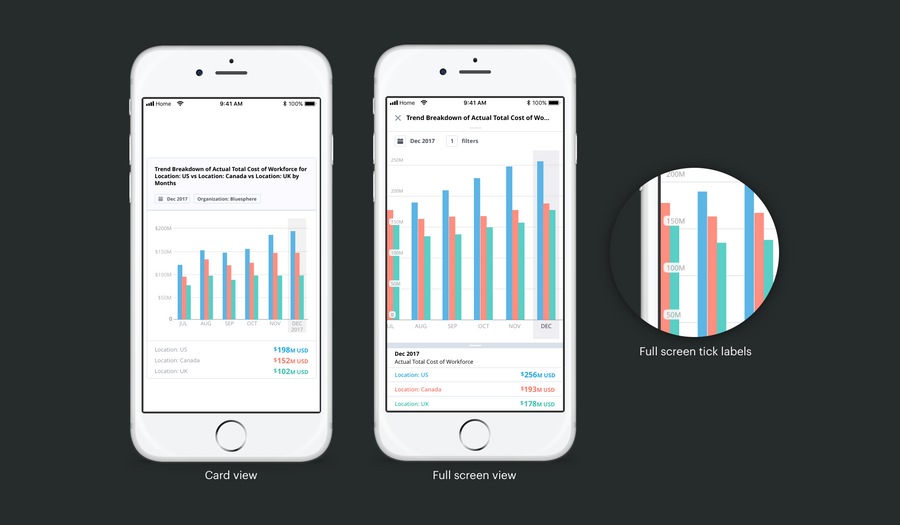 Home 9:41 AM 100%
Trend Breakdown of Actual Total Cost of Workforce for
Location: US vs Location: Canada vs Location: UK by
Months
Dec 2017 Organization: Bluesphere
$200M
$150M
$100M
$50M
0
JUL AUG SEP OCT NOV DEC
2017
Location: US $198M USD
Location: Canada $152M USD
Location: UK $102M USD
Card view
Home 9:41 AM 100%
Trend Breakdown of Actual Total Cost of Wo...
Dec 2017 1 filters
250M
200M
150M
100M
50M
0
UL AUG SEP OCT NOV DEC
Dec 2017
Actual Total Cost of Workforce
Location: US $256M USD
Location: Canada $193M USD
Location: UK $178M USD
Full screen view
200M
150M
100M
50M
Full screen tick labels